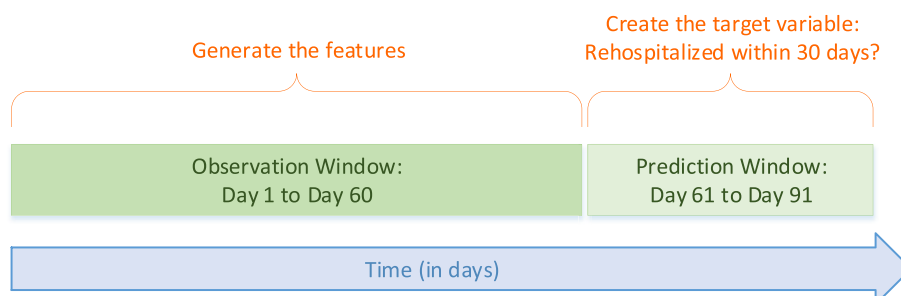 Create the target variable:
Generate the features
Rehospitalized within 30 days?
Observation Window:
Day 1 to Day 60
Prediction Window:
Day 61 to Day 91
Time (in days)